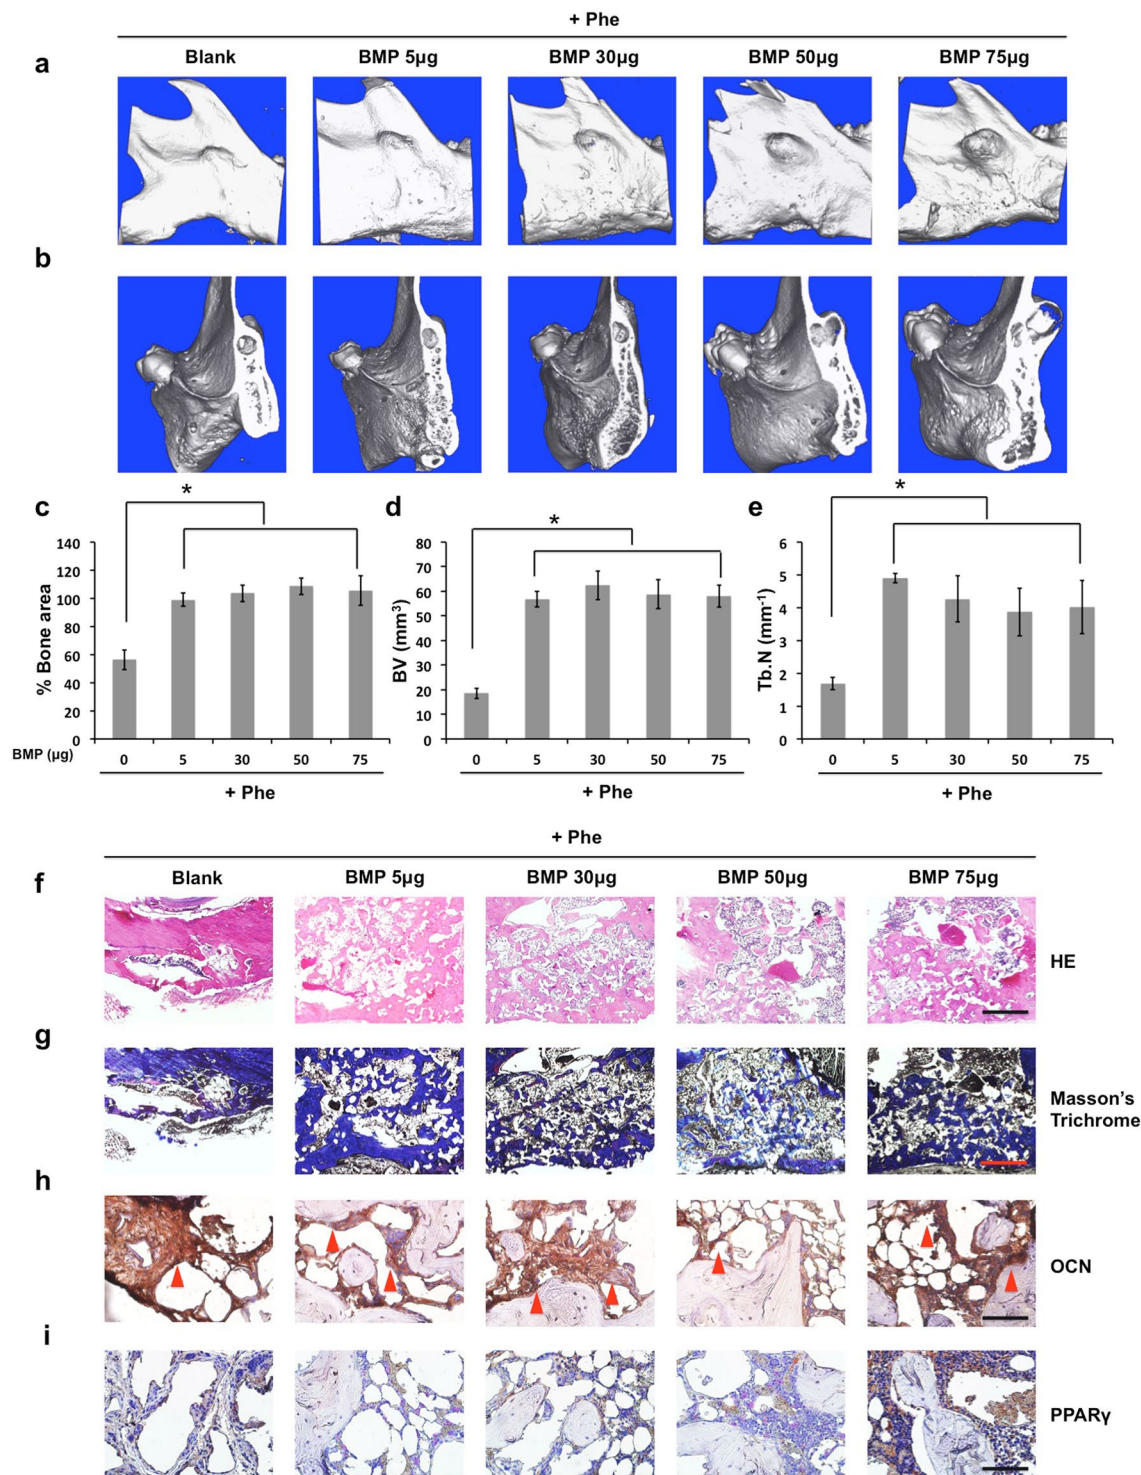 + Phe
Blank BMP 5µg BMP 30µg BMP 50µg BMP 75µg
a
b
c d e
* * *
% Bone area
140
120
100
80
60
40
20
0
BMP (µg) 0 5 30 50 75
+ Phe
BV (mm³)
80
70
60
50
40
30
20
10
0
0 5 30 50 75
+ Phe
Tb.N (mm⁻¹)
6
5
4
3
2
1
0
0 5 30 50 75
+ Phe
+ Phe
Blank BMP 5µg BMP 30µg BMP 50µg BMP 75µg
f
HE
g
Masson's
Trichrome
h
OCN
i
PPARγ